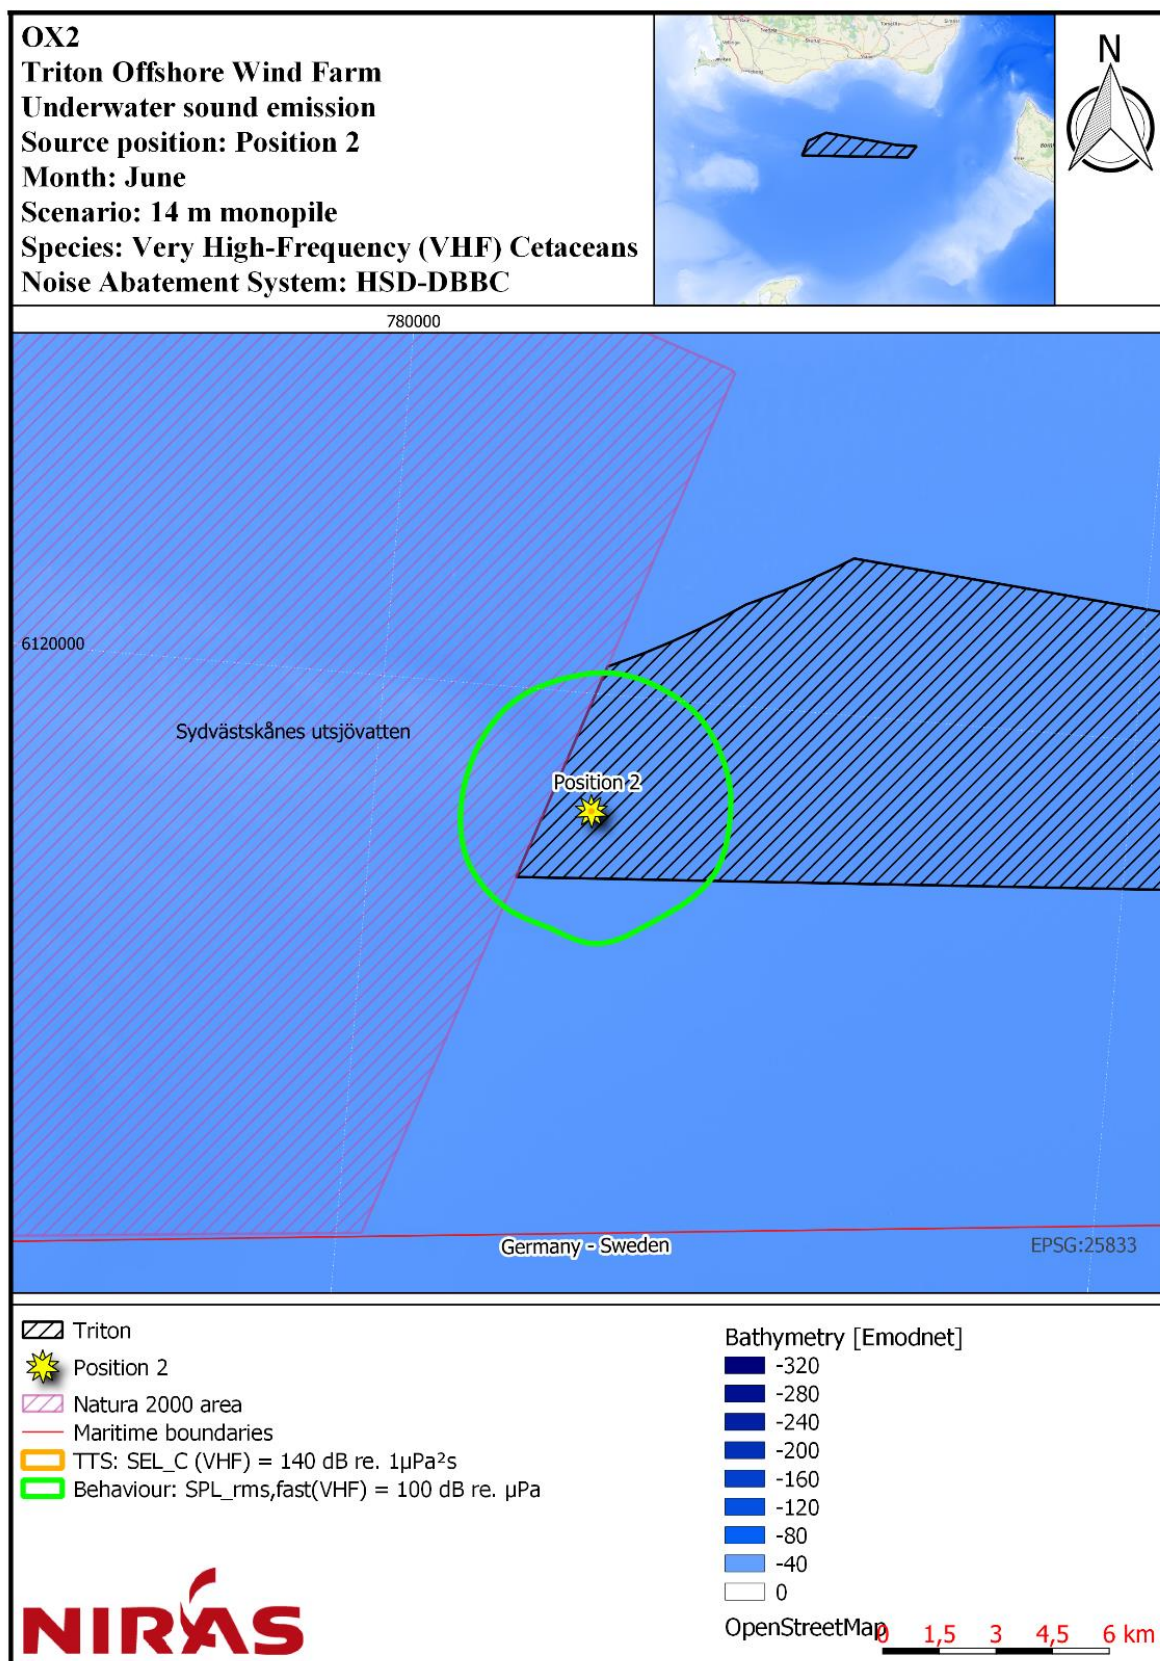 OX2
Triton Offshore Wind Farm
Underwater sound emission
Source position: Position 2
Month: June
Scenario: 14 m monopile
Species: Very High-Frequency (VHF) Cetaceans
Noise Abatement System: HSD-DBBC
N
780000
6120000
Sydvästskånes utsjövatten
Position 2
Germany - Sweden
EPSG:25833
Triton
Position 2
Natura 2000 area
Maritime boundaries
TTS: SEL_C (VHF) = 140 dB re. 1µPa²s
Behaviour: SPL_rms,fast(VHF) = 100 dB re. µPa
NIRAS
Bathymetry [Emodnet]
-320
-280
-240
-200
-160
-120
-80
-40
0
OpenStreetMap
0 1,5 3 4,5 6 km